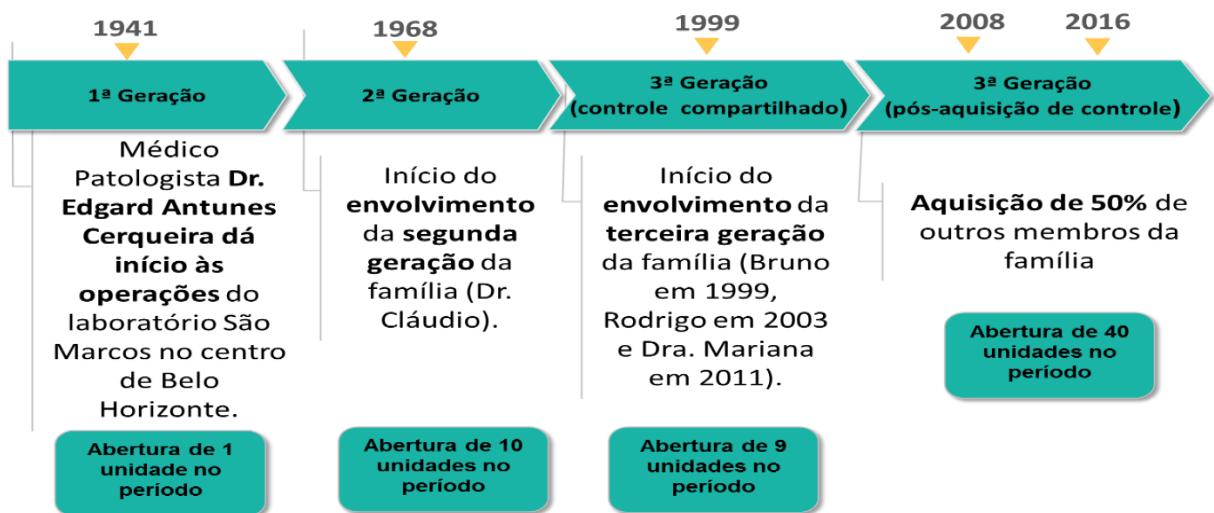 1941
1968
1999
2008
2016
1ª Geração
2ª Geração
3ª Geração
(controle compartilhado)
3ª Geração
(pós-aquisição de controle)
Médico
Patologista Dr.
Edgard Antunes
Cerqueira dá
início às
operações do
laboratório São
Marcos no centro
de Belo
Horizonte.
Abertura de 1
unidade no
período
Início do
envolvimento
da segunda
geração da
família (Dr.
Cláudio).
Abertura de 10
unidades no
período
Início do
envolvimento da
terceira geração
da família (Bruno
em 1999,
Rodrigo em 2003
e Dra. Mariana
em 2011).
Abertura de 9
unidades no
período
Aquisição de 50% de
outros membros da
família
Abertura de 40
unidades no
período